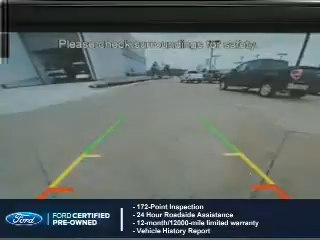 Please check surroundings for safety.
Ford
FORD CERTIFIED
PRE-OWNED
- 172-Point Inspection
- 24 Hour Roadside Assistance
- 12-month/12000-mile limited warranty
- Vehicle History Report